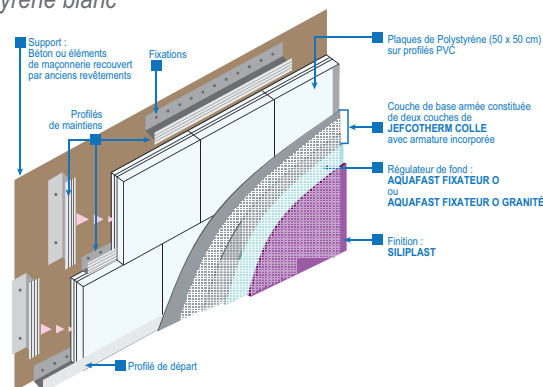 yrène blanc
Support :
Béton ou éléments
de maçonnerie recouvert
par anciens revêtements
Fixations
Plaques de Polystyrène (50 x 50 cm)
sur profilés PVC
Profilés
de maintiens
Couche de base armée constituée
de deux couches de
JEFCOTHERM COLLE
avec armature incorporée
Régulateur de fond :
AQUAFAST FIXATEUR O
ou
AQUAFAST FIXATEUR O GRANITÉ
Finition :
SILIPLAST
Profilé de départ